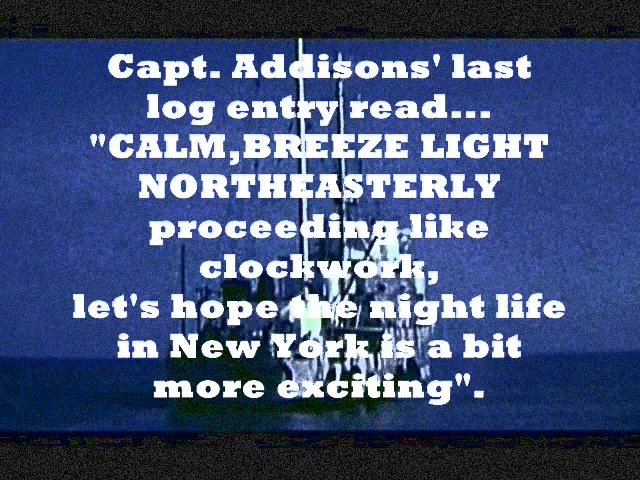 Capt. Addisons' last
log entry read...
"CALM,BREEZE LIGHT
NORTHEASTERLY
proceeding like
clockwork,
let's hope the night life
in New York is a bit
more exciting".